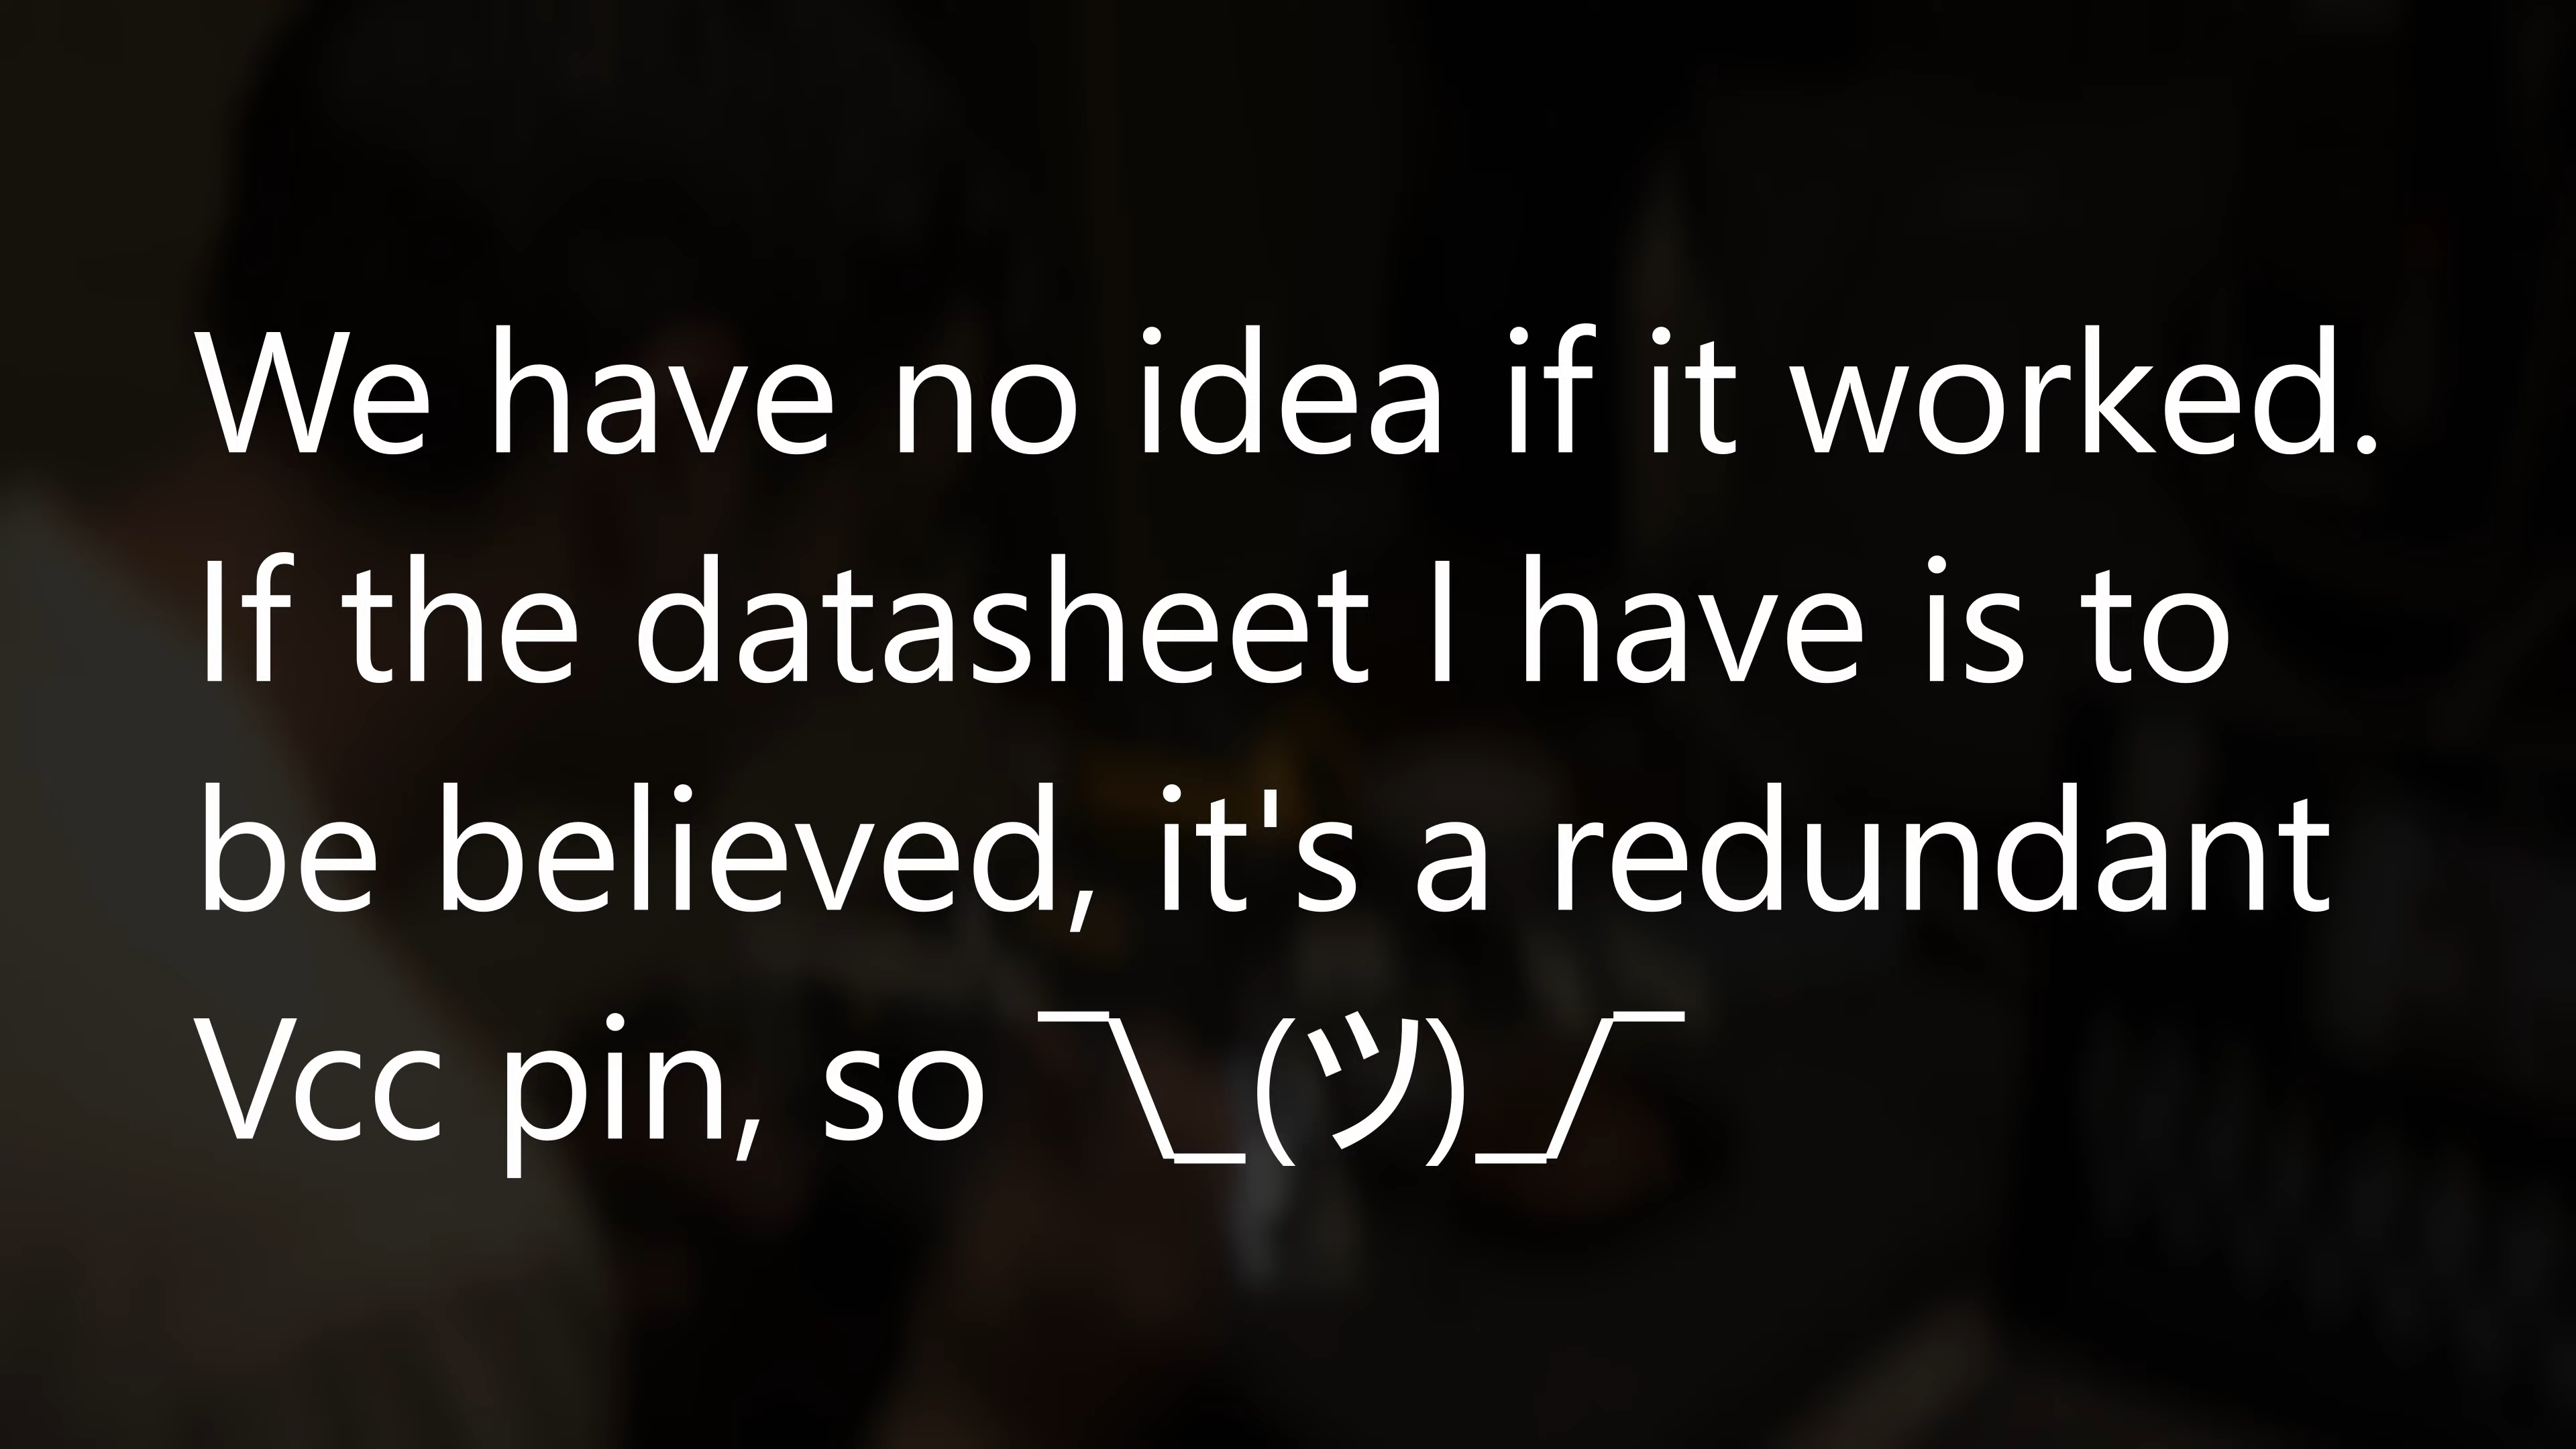 We have no idea if it worked.
If the datasheet I have is to
be believed, it's a redundant
Vcc pin, so ¯\_(ツ)_/¯